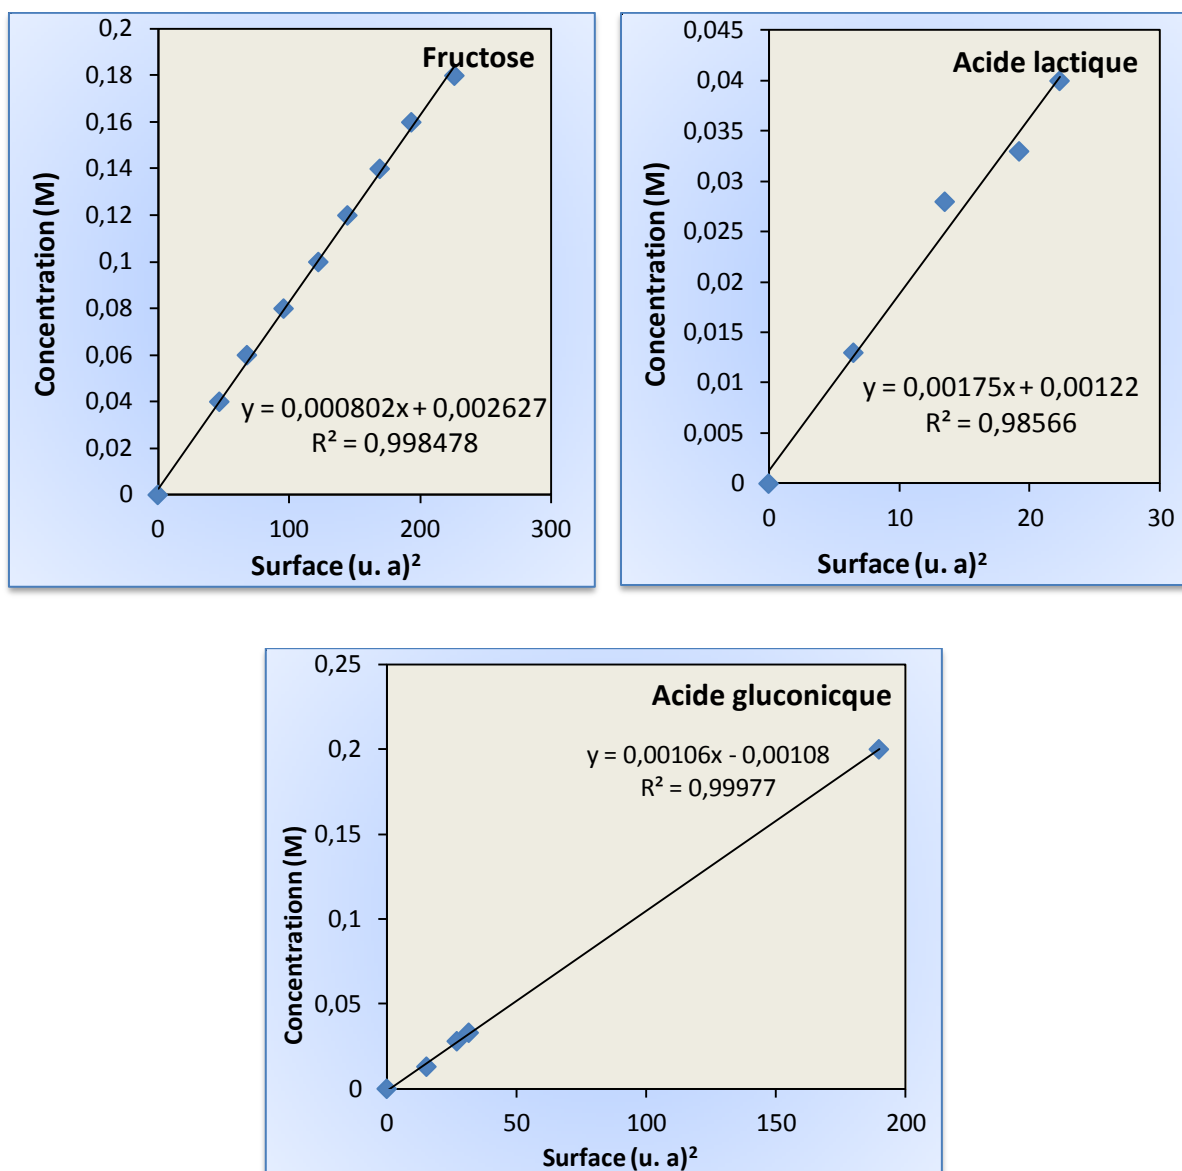 Fructose
Concentration (M)
0,2
0,18
0,16
0,14
0,12
0,1
0,08
0,06
0,04
0,02
0
y = 0,000802x + 0,002627
R² = 0,998478
0 100 200 300
Surface (u. a)²
Acide lactique
Concentration (M)
0,045
0,04
0,035
0,03
0,025
0,02
0,015
0,01
0,005
0
y = 0,00175x + 0,00122
R² = 0,98566
0 10 20 30
Surface (u. a)²
Acide gluconicque
Concentrationn (M)
0,25
0,2
0,15
0,1
0,05
0
y = 0,00106x - 0,00108
R² = 0,99977
0 50 100 150 200
Surface (u. a)²